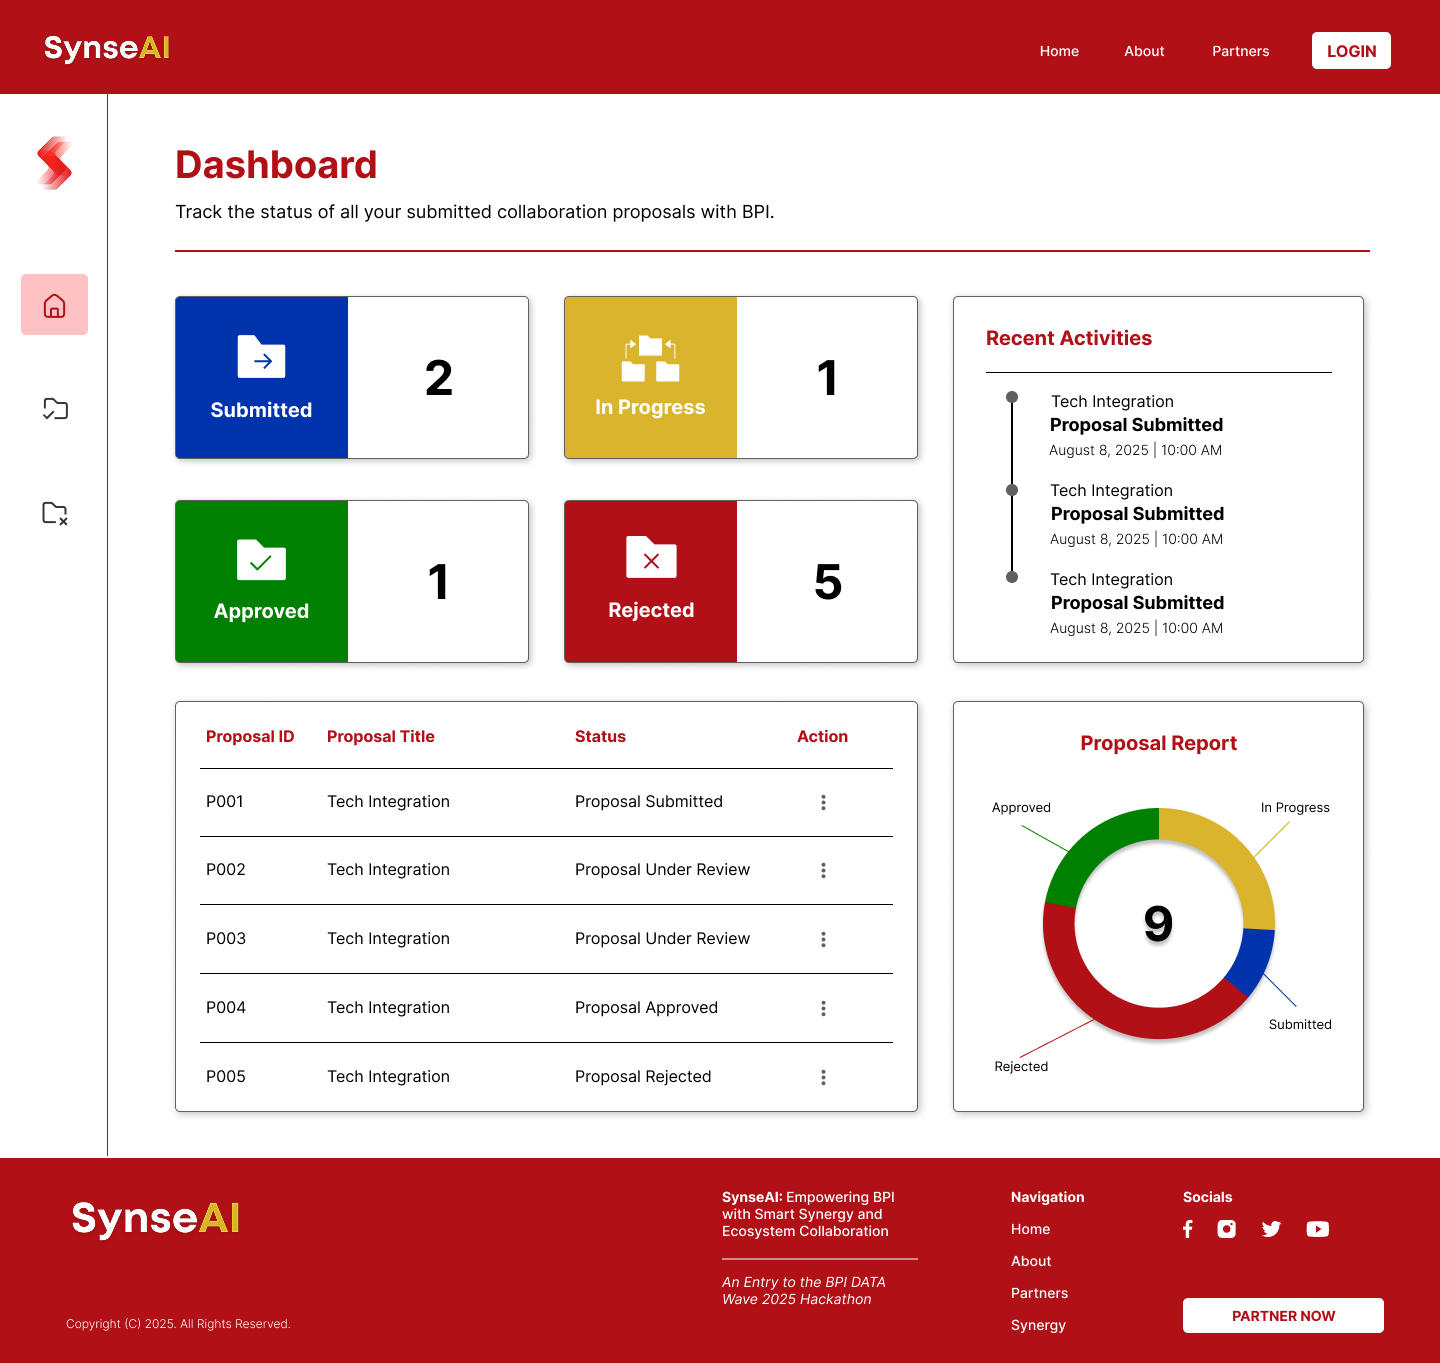 SynseAI
Home
About
Partners
LOGIN
Dashboard
Track the status of all your submitted collaboration proposals with BPI.
Submitted
2
In Progress
1
Approved
1
Rejected
5
Recent Activities
Tech Integration
Proposal Submitted
August 8, 2025 | 10:00 AM
Tech Integration
Proposal Submitted
August 8, 2025 | 10:00 AM
Tech Integration
Proposal Submitted
August 8, 2025 | 10:00 AM
Proposal ID Proposal Title Status Action
P001 Tech Integration Proposal Submitted
P002 Tech Integration Proposal Under Review
P003 Tech Integration Proposal Under Review
P004 Tech Integration Proposal Approved
P005 Tech Integration Proposal Rejected
Proposal Report
Approved
In Progress
9
Submitted
Rejected
SynseAI
Copyright (C) 2025. All Rights Reserved.
SynseAI: Empowering BPI
with Smart Synergy and
Ecosystem Collaboration
An Entry to the BPI DATA
Wave 2025 Hackathon
Navigation
Home
About
Partners
Synergy
Socials
PARTNER NOW